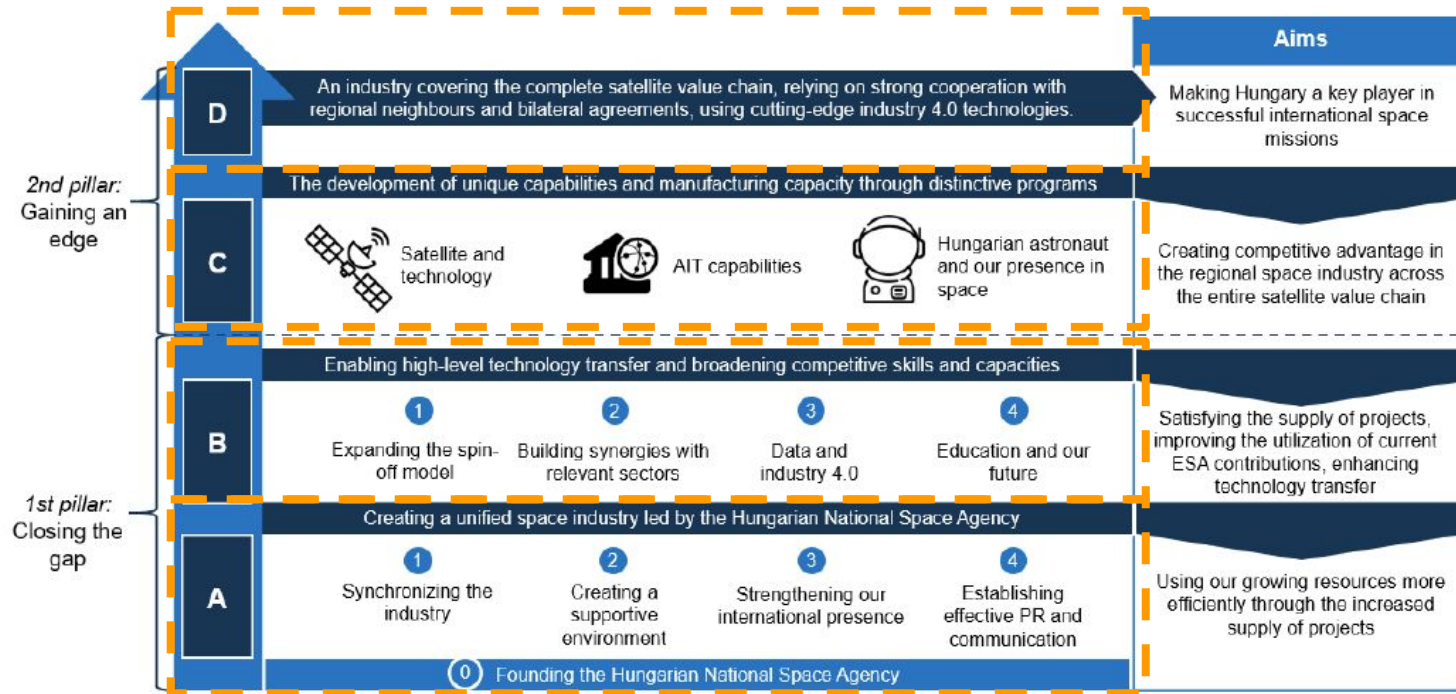 Aims
D
An industry covering the complete satellite value chain, relying on strong cooperation with
regional neighbours and bilateral agreements, using cutting-edge industry 4.0 technologies.
Making Hungary a key player in
successful international space
missions
2nd pillar:
Gaining an
edge
C
The development of unique capabilities and manufacturing capacity through distinctive programs
Satellite and
technology
AIT capabilities
Hungarian astronaut
and our presence in
space
Creating competitive advantage in
the regional space industry across
the entire satellite value chain
1st pillar:
Closing the
gap
B
Enabling high-level technology transfer and broadening competitive skills and capacities
1
Expanding the spin-
off model
2
Building synergies with
relevant sectors
3
Data and
industry 4.0
4
Education and our
future
Satisfying the supply of projects,
improving the utilization of current
ESA contributions, enhancing
technology transfer
A
Creating a unified space industry led by the Hungarian National Space Agency
1
Synchronizing the
industry
2
Creating a
supportive
environment
3
Strengthening our
international presence
4
Establishing
effective PR and
communication
Using our growing resources more
efficiently through the increased
supply of projects
0 Founding the Hungarian National Space Agency